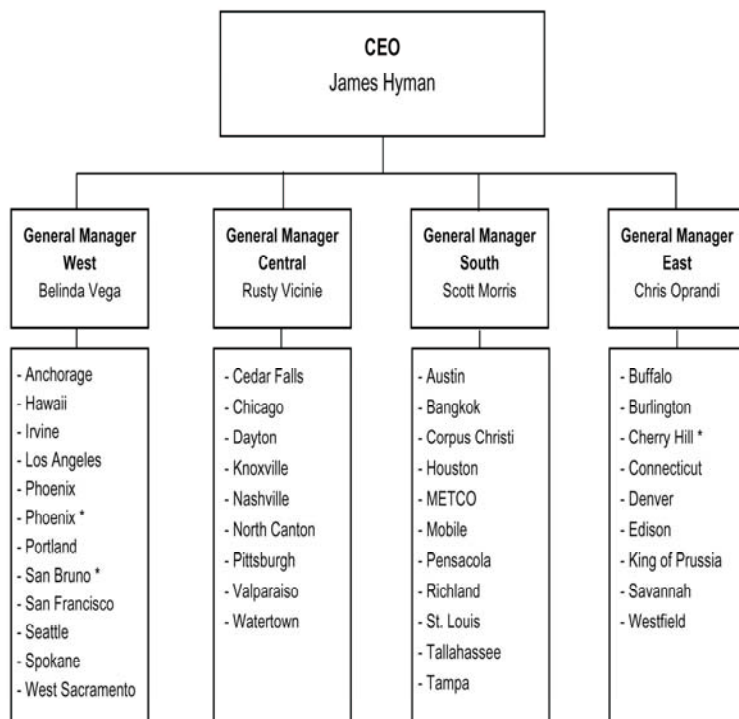 CEO
James Hyman
General Manager
West
Belinda Vega
- Anchorage
- Hawaii
- Irvine
- Los Angeles
- Phoenix
- Phoenix *
- Portland
- San Bruno *
- San Francisco
- Seattle
- Spokane
- West Sacramento
General Manager
Central
Rusty Vicinie
- Cedar Falls
- Chicago
- Dayton
- Knoxville
- Nashville
- North Canton
- Pittsburgh
- Valparaiso
- Watertown
General Manager
South
Scott Morris
- Austin
- Bangkok
- Corpus Christi
- Houston
- METCO
- Mobile
- Pensacola
- Richland
- St. Louis
- Tallahassee
- Tampa
General Manager
East
Chris Oprandi
- Buffalo
- Burlington
- Cherry Hill *
- Connecticut
- Denver
- Edison
- King of Prussia
- Savannah
- Westfield